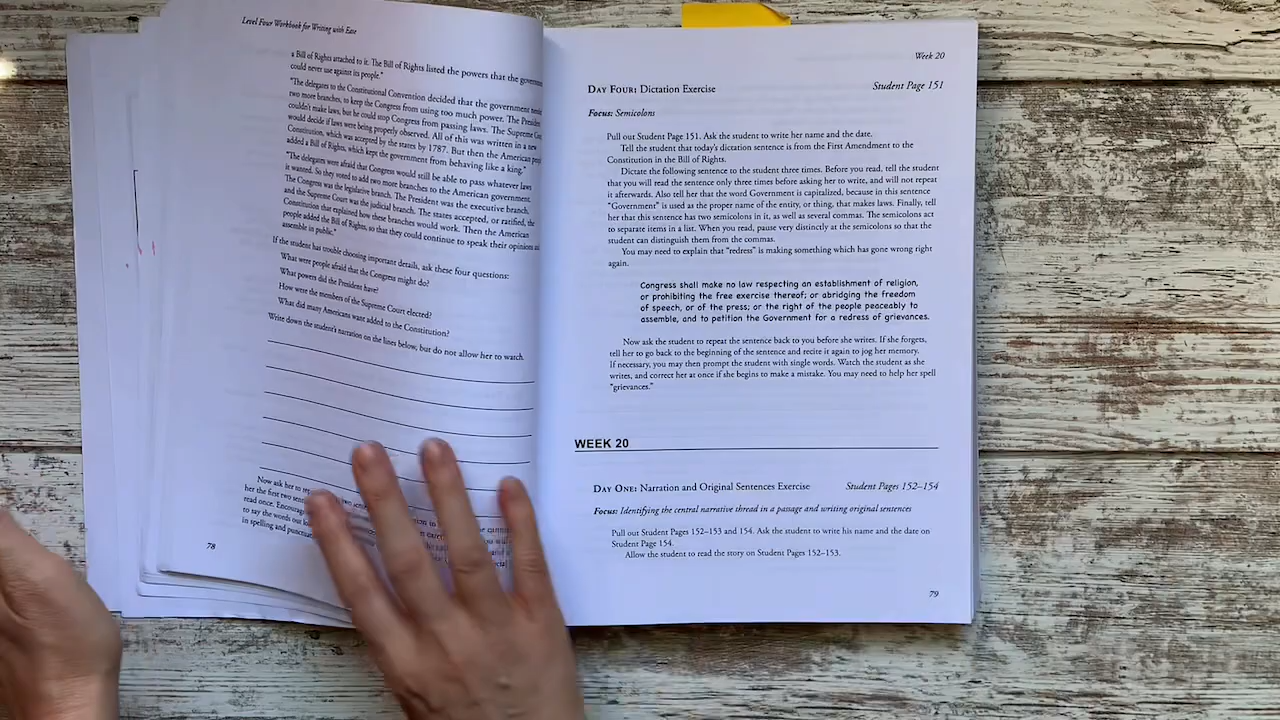 Level Four Workbook for Writing with Ease
a Bill of Rights attached to it. The Bill of Rights listed the powers that the government
could never use against its people."
"The delegates to the Constitutional Convention decided that the government needed
two more branches, to keep the Congress from using too much power. The President
couldn't make laws, but he could stop Congress from passing laws. The Supreme Court
would decide if laws were being properly observed. All of this was written in a new
Constitution, which was accepted by the states by 1787. But then the American people
added a Bill of Rights, which kept the government from behaving like a king."
"The delegates were afraid that Congress would still be able to pass whatever laws
it wanted. So they voted to add two more branches to the American government.
The Congress was the legislative branch. The President was the executive branch.
and the Supreme Court was the judicial branch. The states accepted, or ratified, the
Constitution that explained how these branches would work. Then the American
people added the Bill of Rights, so that they could continue to speak their opinions and
assemble in public."
If the student has trouble choosing important details, ask these four questions:
What were people afraid that the Congress might do?
What powers did the President have?
How were the members of the Supreme Court elected?
What did many Americans want added to the Constitution?
Write down the student's narration on the lines below, but do not allow her to watch.
Now ask her to
her the first two
read once.
to say the words out
in spelling and
78
Week 20
DAY FOUR: Dictation Exercise Student Page 151
Focus: Semicolons
Pull out Student Page 151. Ask the student to write her name and the date.
Tell the student that today's dictation sentence is from the First Amendment to the
Constitution in the Bill of Rights.
Dictate the following sentence to the student three times. Before you read, tell the student
that you will read the sentence only three times before asking her to write, and will not repeat
it afterwards. Also tell her that the word Government is capitalized, because in this sentence
"Government" is used as the proper name of the entity, or thing, that makes laws. Finally, tell
her that this sentence has two semicolons in it, as well as several commas. The semicolons act
to separate items in a list. When you read, pause very distinctly at the semicolons so that the
student can distinguish them from the commas.
You may need to explain that "redress" is making something which has gone wrong right
again.
Congress shall make no law respecting an establishment of religion,
or prohibiting the free exercise thereof; or abridging the freedom
of speech, or of the press; or the right of the people peaceably to
assemble, and to petition the Government for a redress of grievances.
Now ask the student to repeat the sentence back to you before she writes. If she forgets,
tell her to go back to the beginning of the sentence and recite it again to jog her memory.
If necessary, you may then prompt the student with single words. Watch the student as she
writes, and correct her at once if she begins to make a mistake. You may need to help her spell
"grievances."
WEEK 20
DAY ONE: Narration and Original Sentences Exercise Student Pages 152–154
Focus: Identifying the central narrative thread in a passage and writing original sentences
Pull out Student Pages 152–153 and 154. Ask the student to write his name and the date on
Student Page 154.
Allow the student to read the story on Student Pages 152–153.
79